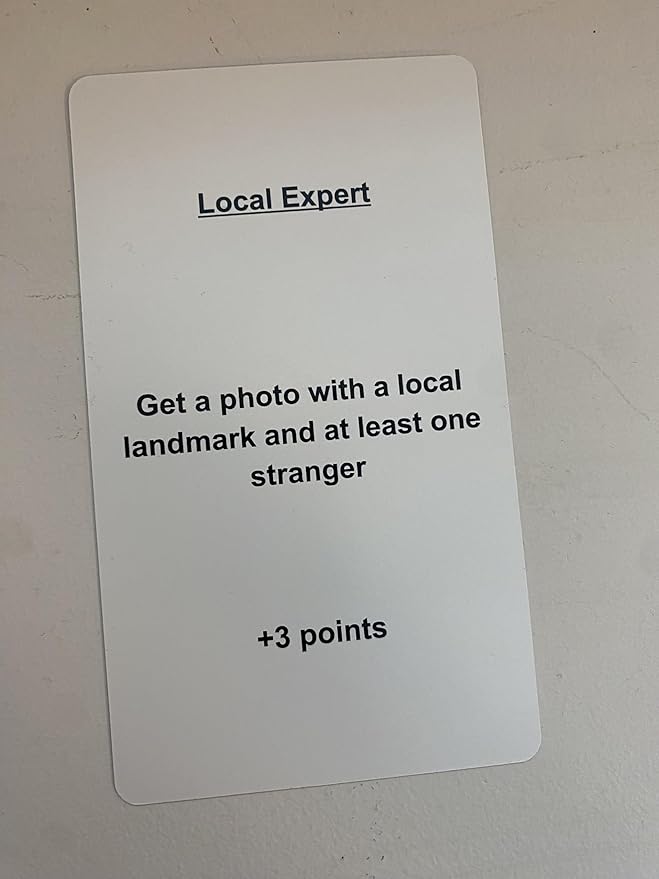 Local Expert
Get a photo with a local
landmark and at least one
stranger
+3 points